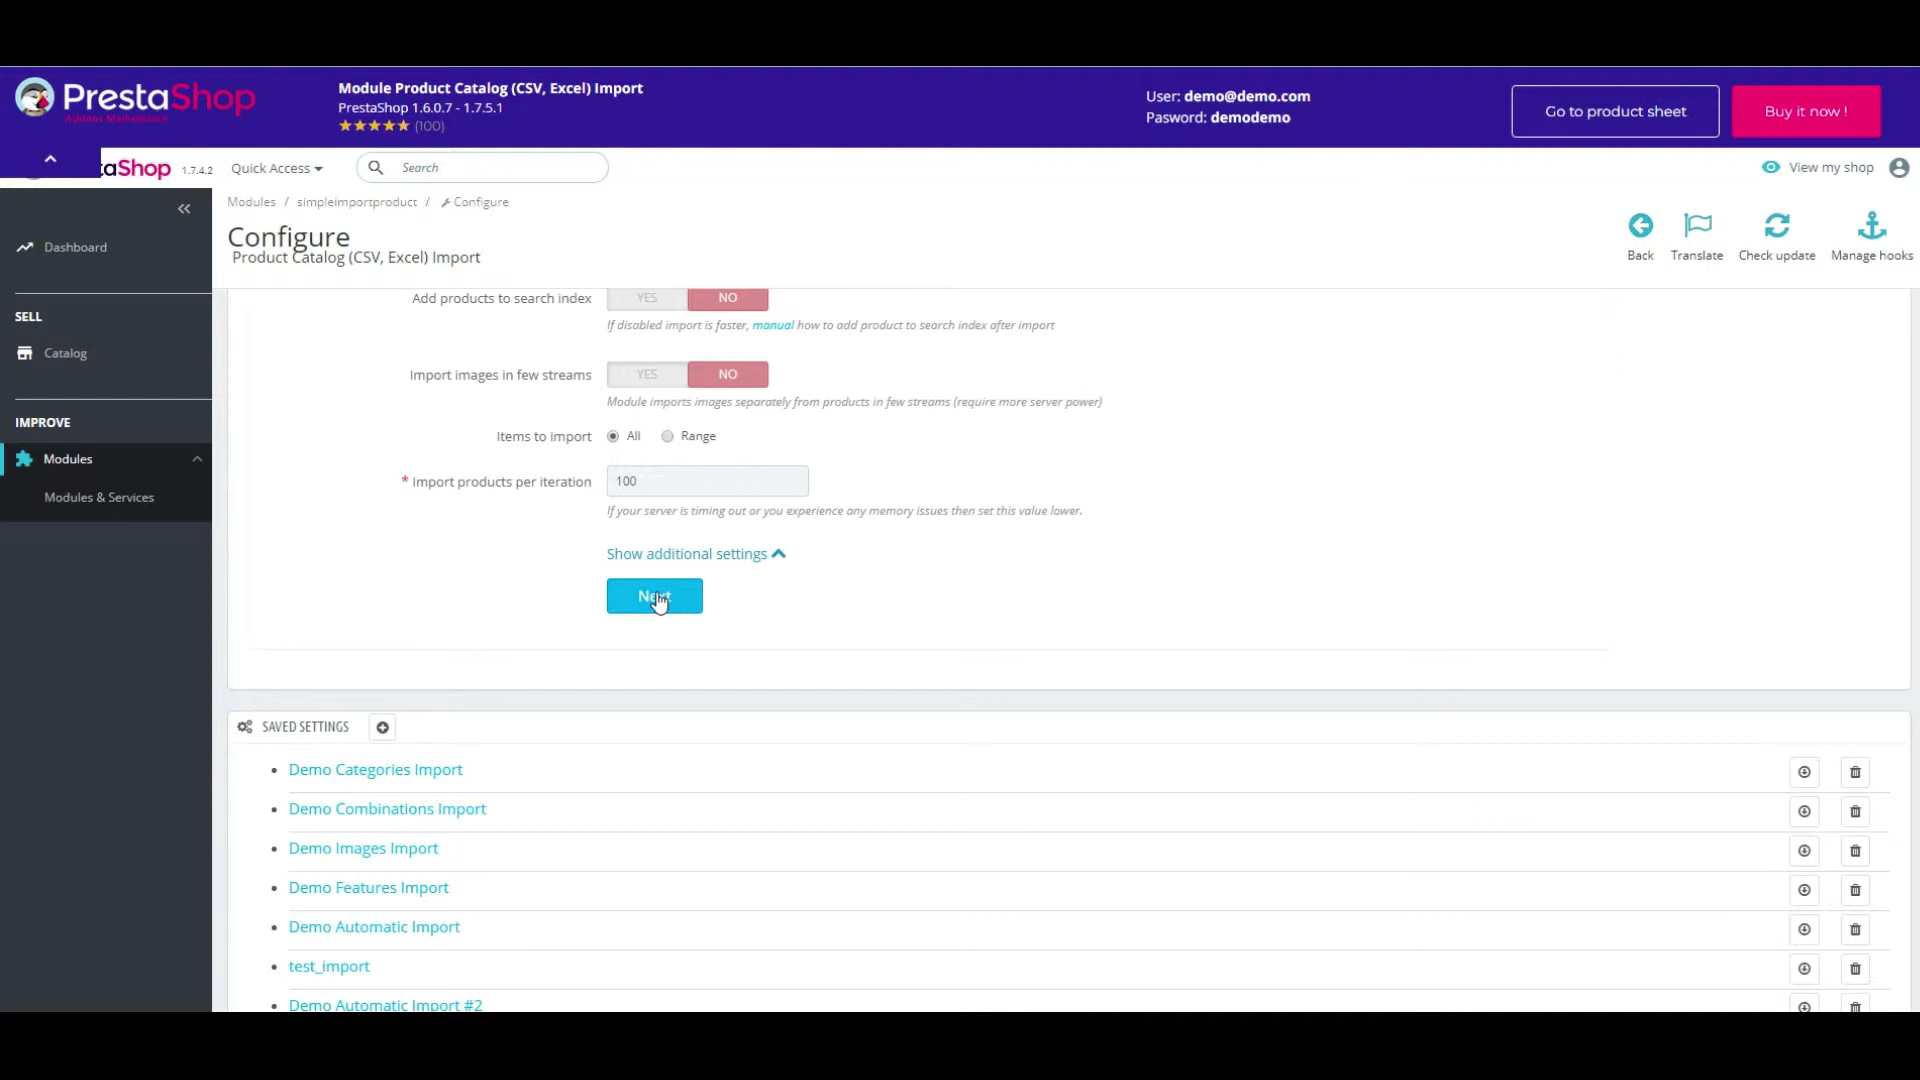 PrestaShop
Addons Marketplace
Module Product Catalog (CSV, Excel) Import
PrestaShop 1.6.0.7 - 1.7.5.1
(100)
User: demo@demo.com
Pasword: demodemo
Go to product sheet
Buy it now !
taShop 1.7.4.2
Quick Access
Search
View my shop
Modules / simpleimportproduct / Configure
Configure
Product Catalog (CSV, Excel) Import
Back
Translate
Check update
Manage hooks
Dashboard
SELL
Catalog
IMPROVE
Modules
Modules & Services
Add products to search index YES NO
If disabled import is faster, manual how to add product to search index after import
Import images in few streams YES NO
Module imports images separately from products in few streams (require more server power)
Items to import All Range
* Import products per iteration 100
If your server is timing out or you experience any memory issues then set this value lower.
Show additional settings
Next
SAVED SETTINGS
Demo Categories Import
Demo Combinations Import
Demo Images Import
Demo Features Import
Demo Automatic Import
test_import
Demo Automatic Import #2